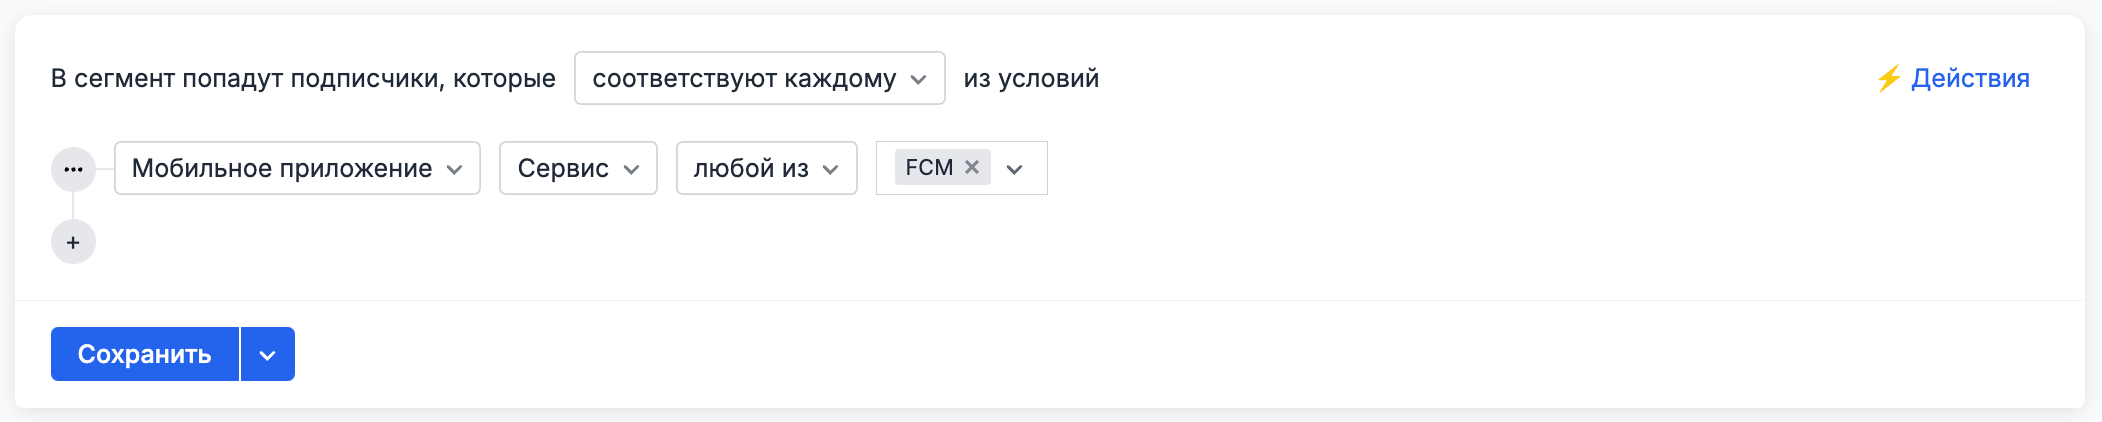 В сегмент попадут подписчики, которые соответствуют каждому из условий ⚡ Действия
Мобильное приложение Сервис любой из FCM
Сохранить